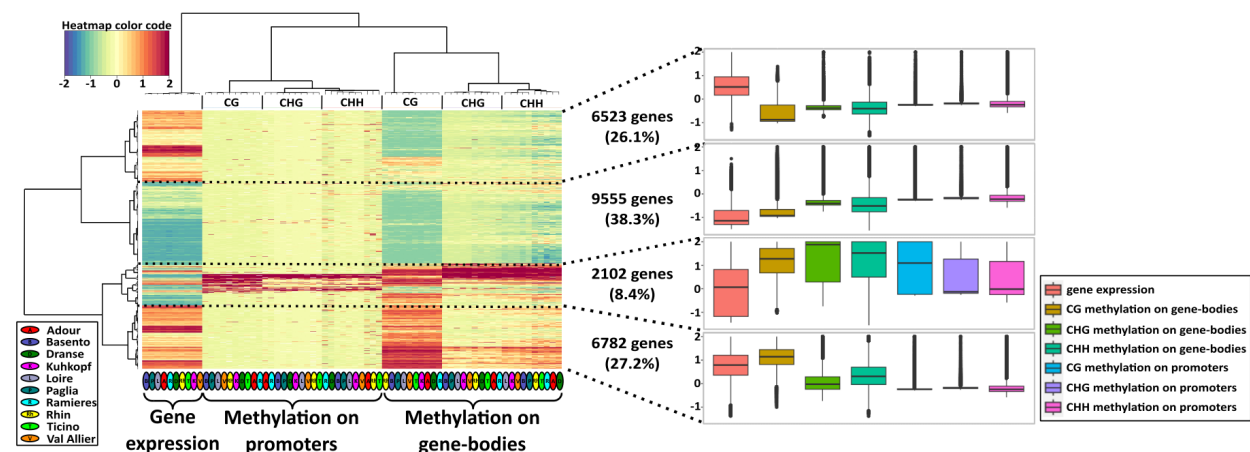 Heatmap color code
-2 -1 0 1 2
CG CHG CHH CG CHG CHH
6523 genes
(26.1%)
9555 genes
(38.3%)
2102 genes
(8.4%)
6782 genes
(27.2%)
2
1
0
-1
2
1
0
-1
2
1
0
-1
2
1
0
-1
gene expression
CG methylation on gene-bodies
CHG methylation on gene-bodies
CHH methylation on gene-bodies
CG methylation on promoters
CHG methylation on promoters
CHH methylation on promoters
A Adour
B Basento
D Dranse
K Kuhkopf
L Loire
P Paglia
R Ramieres
Rh Rhin
T Ticino
V Val Allier
Gene
expression
Methylation on
promoters
Methylation on
gene-bodies